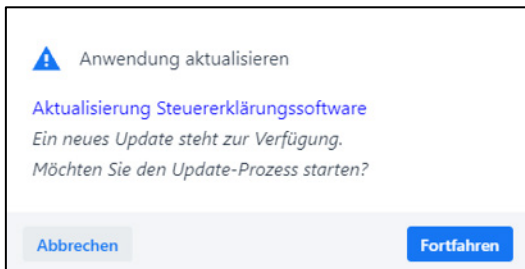 Anwendung aktualisieren
Aktualisierung Steuererklärungssoftware
Ein neues Update steht zur Verfügung.
Möchten Sie den Update-Prozess starten?
Abbrechen
Fortfahren